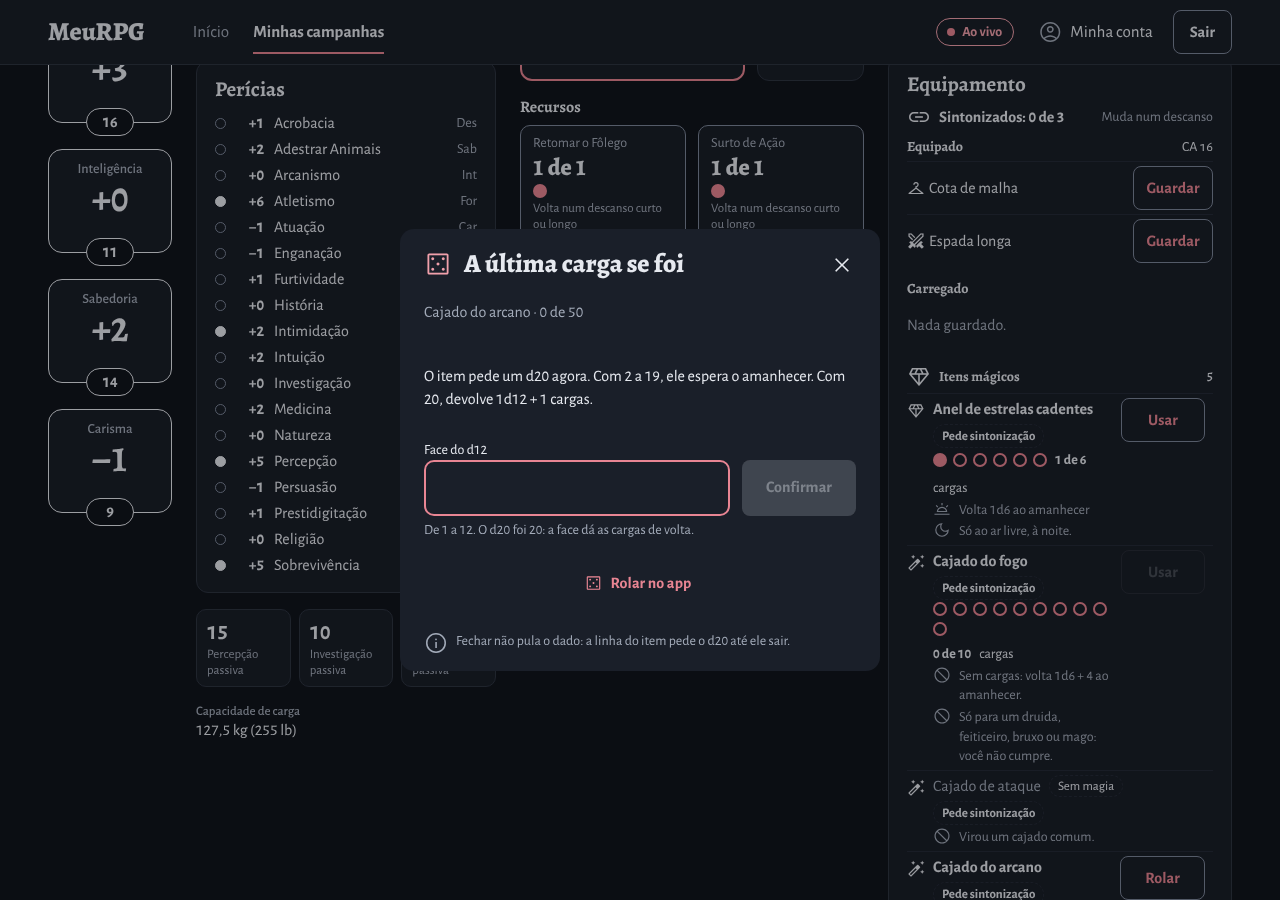 MeuRPG
Início
Minhas campanhas
Ao vivo
Minha conta
Sair
+3
16
Inteligência
+0
11
Sabedoria
+2
14
Carisma
−1
9
Perícias
+1 Acrobacia Des
+2 Adestrar Animais Sab
+0 Arcanismo Int
+6 Atletismo For
−1 Atuação Car
−1 Enganação
+1 Furtividade
+0 História
+2 Intimidação
+2 Intuição
+0 Investigação
+2 Medicina
+0 Natureza
+5 Percepção
−1 Persuasão
+1 Prestidigitação
+0 Religião
+5 Sobrevivência
15
Percepção
passiva
10
Investigação
passiva
passiva
Capacidade de carga
127,5 kg (255 lb)
Recursos
Retomar o Fôlego
1 de 1
Volta num descanso curto
ou longo
Surto de Ação
1 de 1
Volta num descanso curto
ou longo
A última carga se foi
Cajado do arcano · 0 de 50
O item pede um d20 agora. Com 2 a 19, ele espera o amanhecer. Com
20, devolve 1d12 + 1 cargas.
Face do d12
Confirmar
De 1 a 12. O d20 foi 20: a face dá as cargas de volta.
Rolar no app
Fechar não pula o dado: a linha do item pede o d20 até ele sair.
Equipamento
Sintonizados: 0 de 3
Muda num descanso
Equipado
CA 16
Cota de malha
Guardar
Espada longa
Guardar
Carregado
Nada guardado.
Itens mágicos
5
Anel de estrelas cadentes
Usar
Pede sintonização
1 de 6
cargas
Volta 1d6 ao amanhecer
Só ao ar livre, à noite.
Cajado do fogo
Usar
Pede sintonização
0 de 10 cargas
Sem cargas: volta 1d6 + 4 ao
amanhecer.
Só para um druida,
feiticeiro, bruxo ou mago:
você não cumpre.
Cajado de ataque
Sem magia
Pede sintonização
Virou um cajado comum.
Cajado do arcano
Rolar
Pede sintonização